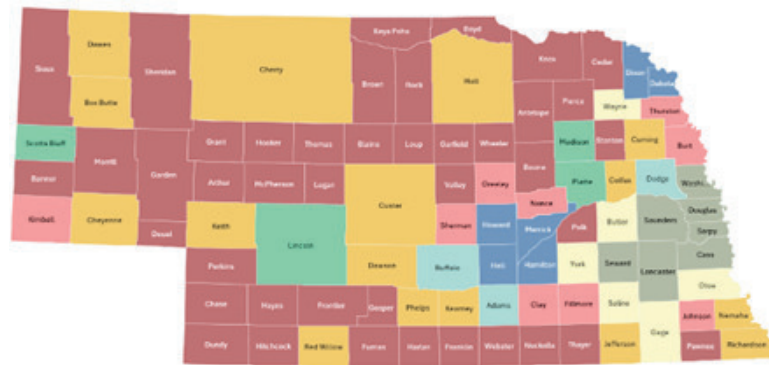 Keya Paha Boyd
Sioux Dawes Sheridan Cherry Brown Rock Holt Knox Cedar Dixon Dakota
Box Butte Antelope Pierce Wayne Thurston
Scotts Bluff Morrill Garden Grant Hooker Thomas Blaine Loup Garfield Wheeler Madison Stanton Cuming Burt
Banner Arthur McPherson Logan Custer Valley Greeley Boone Platte Colfax Dodge
Kimball Cheyenne Deuel Keith Lincoln Sherman Howard Nance Merrick Polk Butler Saunders Douglas Sarpy
Perkins Dawson Buffalo Hall Hamilton York Seward Lancaster Cass Otoe
Chase Hayes Frontier Gosper Phelps Kearney Adams Clay Fillmore Saline Gage Johnson Nemaha
Dundy Hitchcock Red Willow Furnas Harlan Franklin Webster Nuckolls Thayer Jefferson Pawnee Richardson